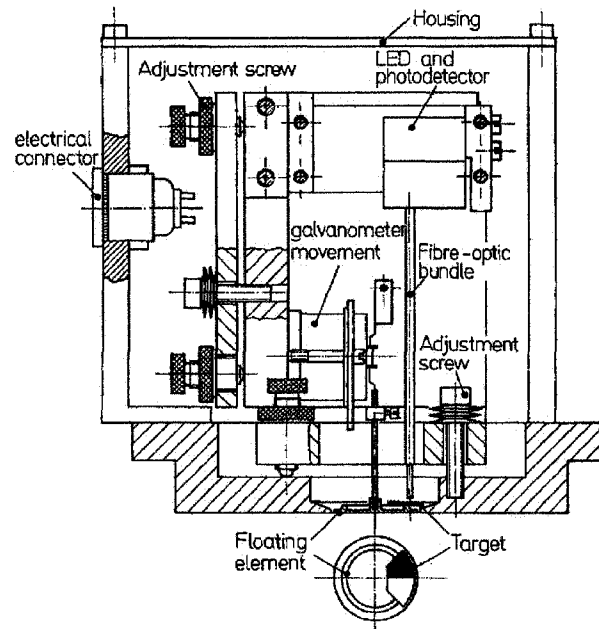 Housing
LED and
photodetector
Adjustment screw
electrical
connector
galvanometer
movement
Fibre-optic
bundle
Adjustment
screw
Floating
element
Target